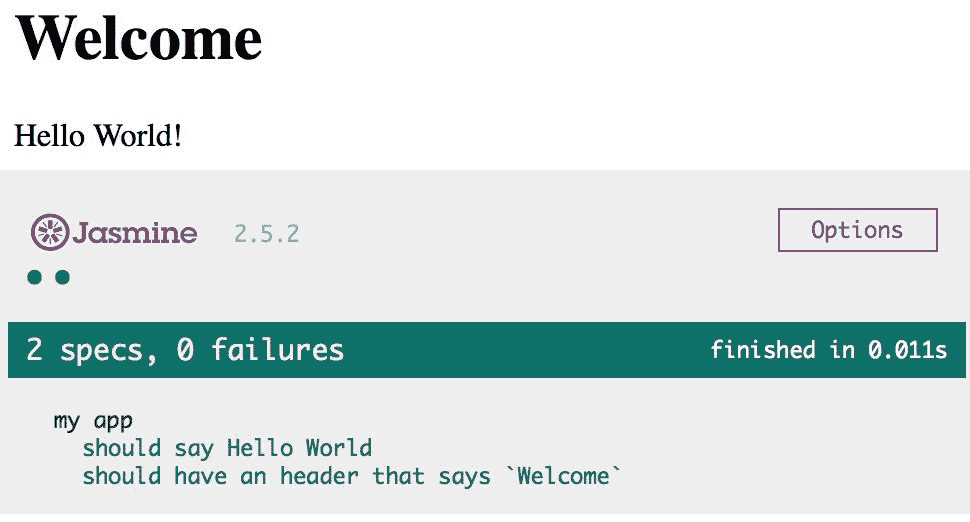 Welcome
Hello World!
Jasmine 2.5.2 Options
2 specs, 0 failures finished in 0.011s
my app
should say Hello World
should have an header that says `Welcome`